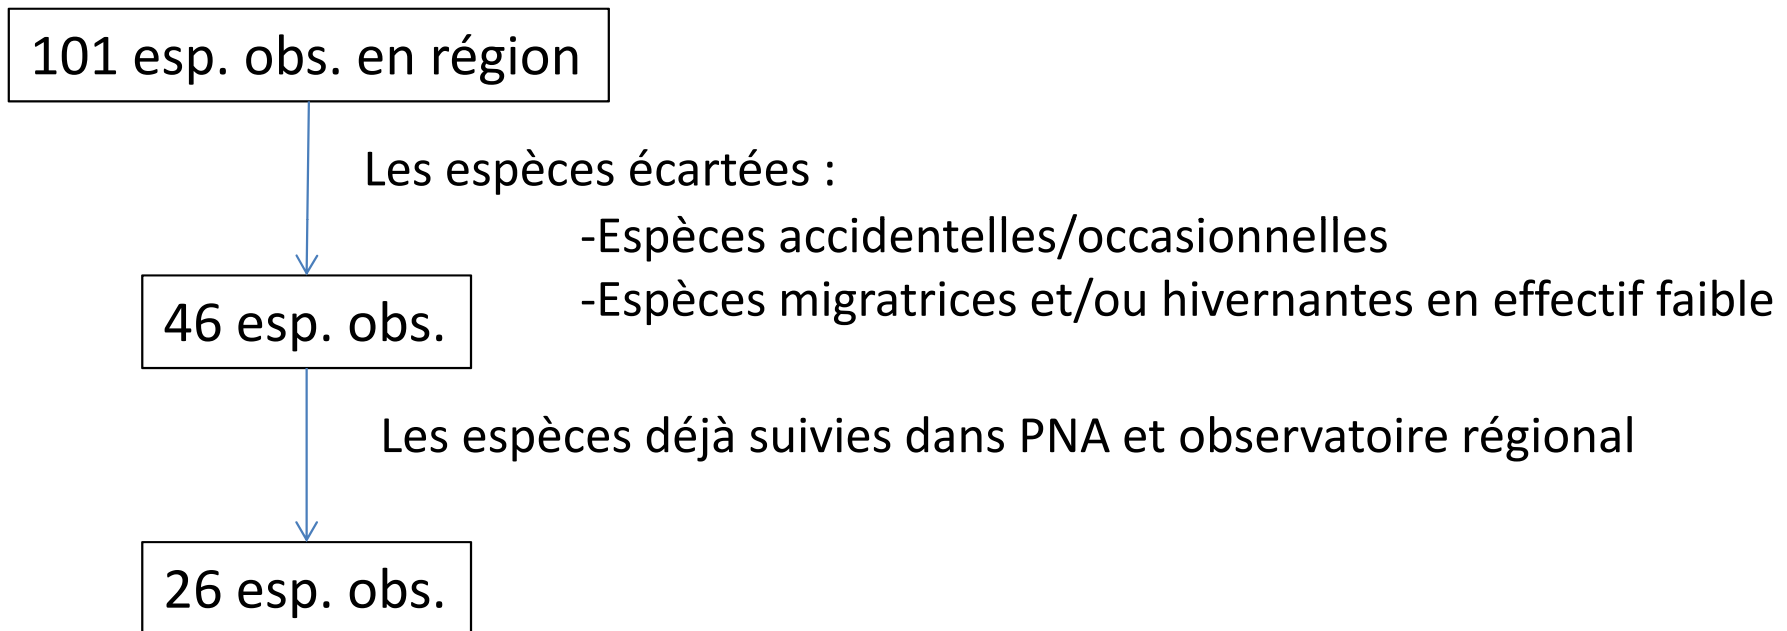 101 esp. obs. en région
Les espèces écartées :
-Espèces accidentelles/occasionnelles
-Espèces migratrices et/ou hivernantes en effectif faible
46 esp. obs.
Les espèces déjà suivies dans PNA et observatoire régional
26 esp. obs.